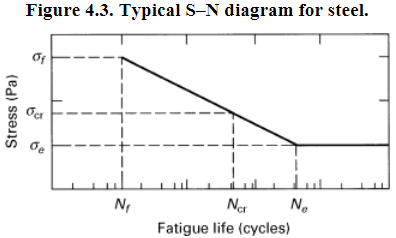 Figure 4.3. Typical S–N diagram for steel.
σf
σcr
σe
Stress (Pa)
Nf Ncr Ne
Fatigue life (cycles)